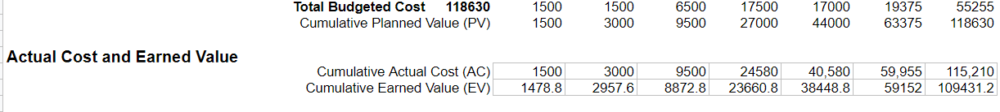 Total Budgeted Cost 118630 1500 1500 6500 17500 17000 19375 55255
Cumulative Planned Value (PV) 1500 3000 9500 27000 44000 63375 118630
Actual Cost and Earned Value
Cumulative Actual Cost (AC) 1500 3000 9500 24580 40,580 59,955 115,210
Cumulative Earned Value (EV) 1478.8 2957.6 8872.8 23660.8 38448.8 59152 109431.2